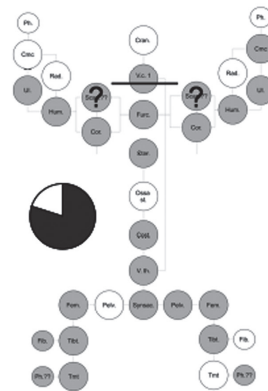 Ph.
Cran.
Ph.
Cmc
Cmc
V.c. 1
Rad.
Rad.
Ul.
?
?
Ul.
Hum.
Furc.
Hum.
Cor.
Cor.
Ster.
Ossa
st.
Cost.
V. th.
Fem.
Pelv.
Synsac.
Pelv.
Fem.
Fib.
Tibt.
Tibt.
Fib.
Ph.??
Tmt
Tmt
Ph.??